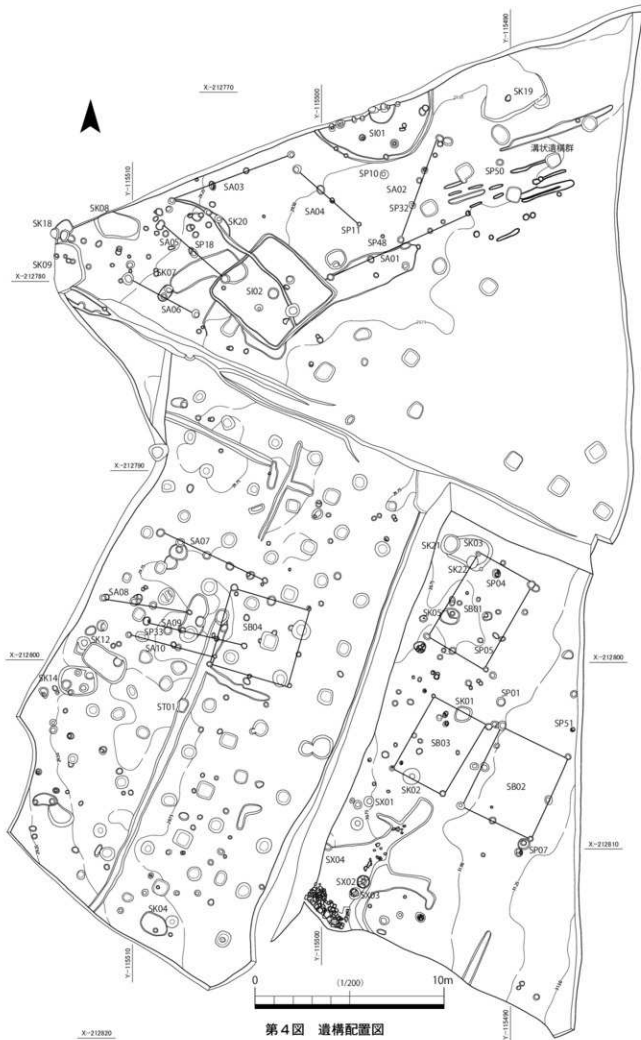 Y:-115490
X:-212770
SK19
SI01
溝状遺構群
SP10
SA02
SP50
SA03
SA04
SP32
SK08
SK20
SP11
SK18
SA05
SP18
SP48
SA01
SK09
SK07
SI02
X:-212780
SA06
Y:-115510
Y:-115500
X:-212790
SA07
SK21
SK03
SK22
SP04
SA08
SK05
SB01
SA09
SB04
SP33
SP05
SK12
SA10
X:-212800
X:-212800
SK14
ST01
SK01
SP01
SP51
SB03
SB02
SK02
SX01
X:-212810
SX04
SP07
SX02
SX03
SK04
Y:-115510
Y:-115500
Y:-115490
0
(1/200)
10m
第4図 遺構配置図
X:-212820